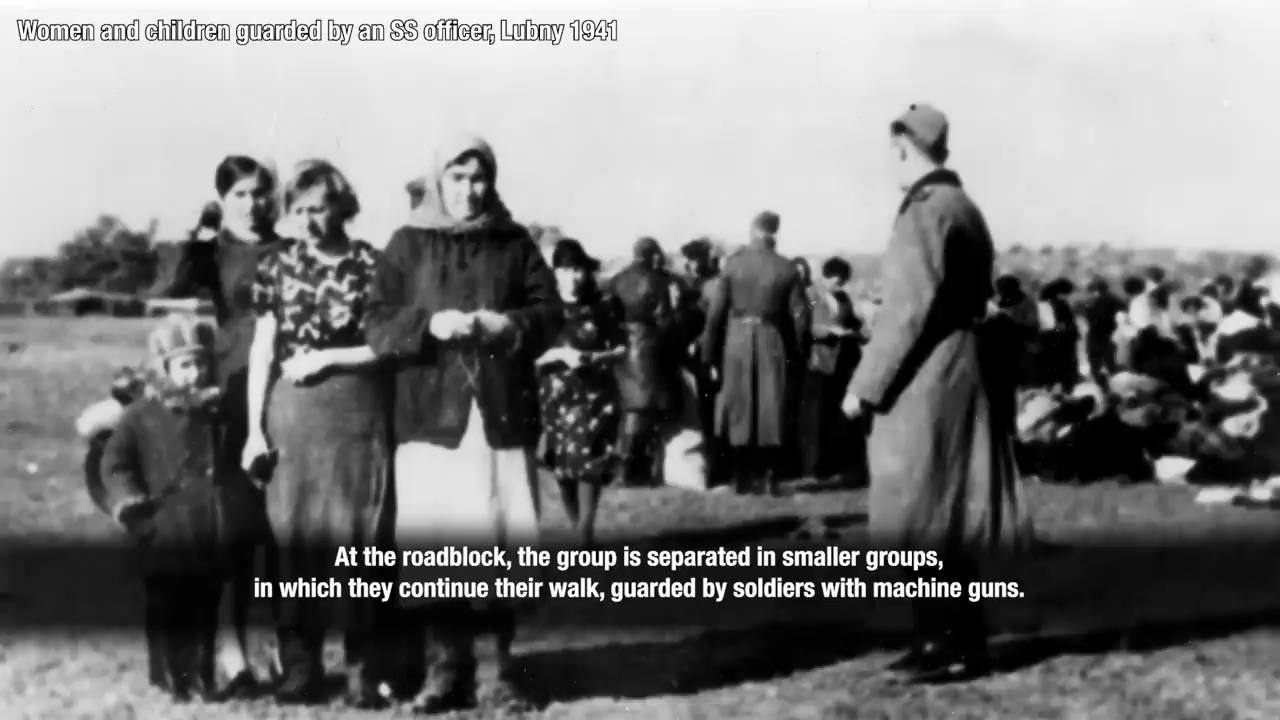 Women and children guarded by an SS officer, Lubny 1941
At the roadblock, the group is separated in smaller groups,
in which they continue their walk, guarded by soldiers with machine guns.